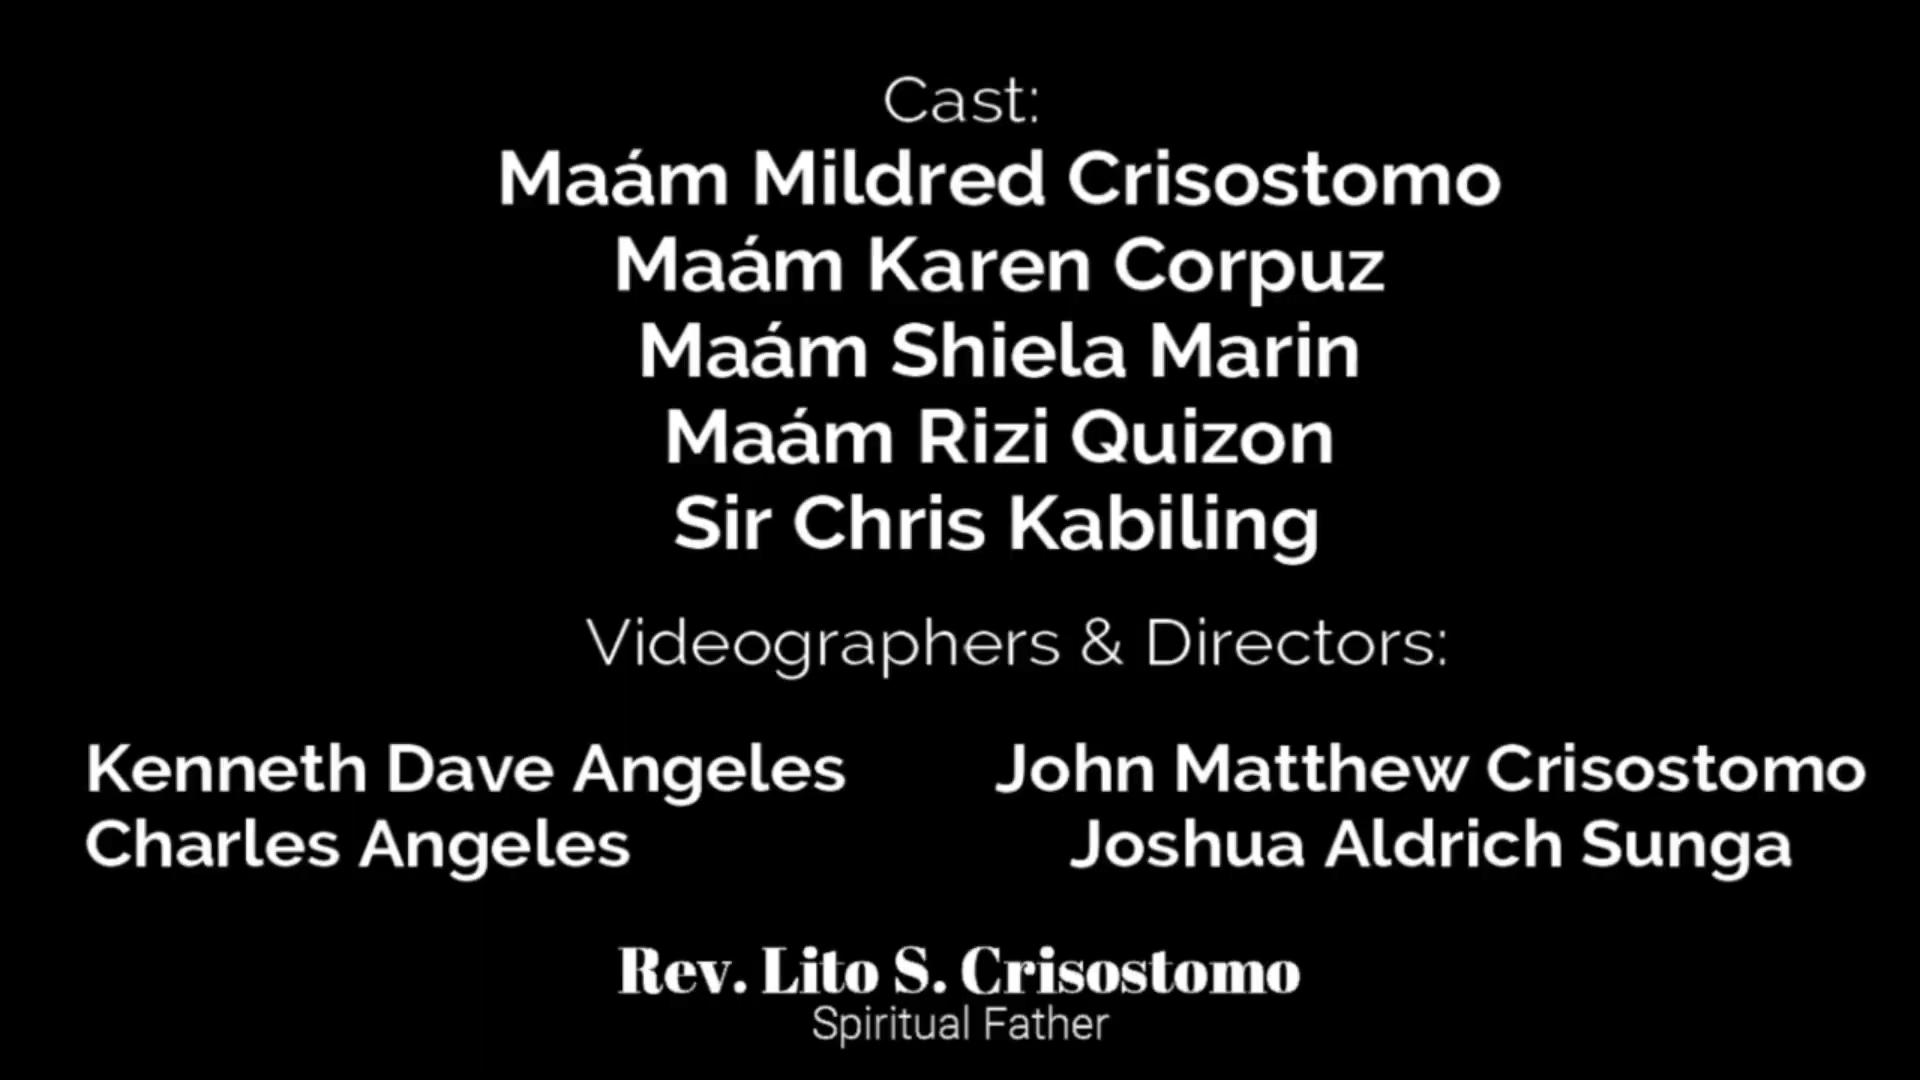 Cast:
Maám Mildred Crisostomo
Maám Karen Corpuz
Maám Shiela Marin
Maám Rizi Quizon
Sir Chris Kabiling
Videographers & Directors:
Kenneth Dave Angeles
Charles Angeles
John Matthew Crisostomo
Joshua Aldrich Sunga
Rev. Lito S. Crisostomo
Spiritual Father